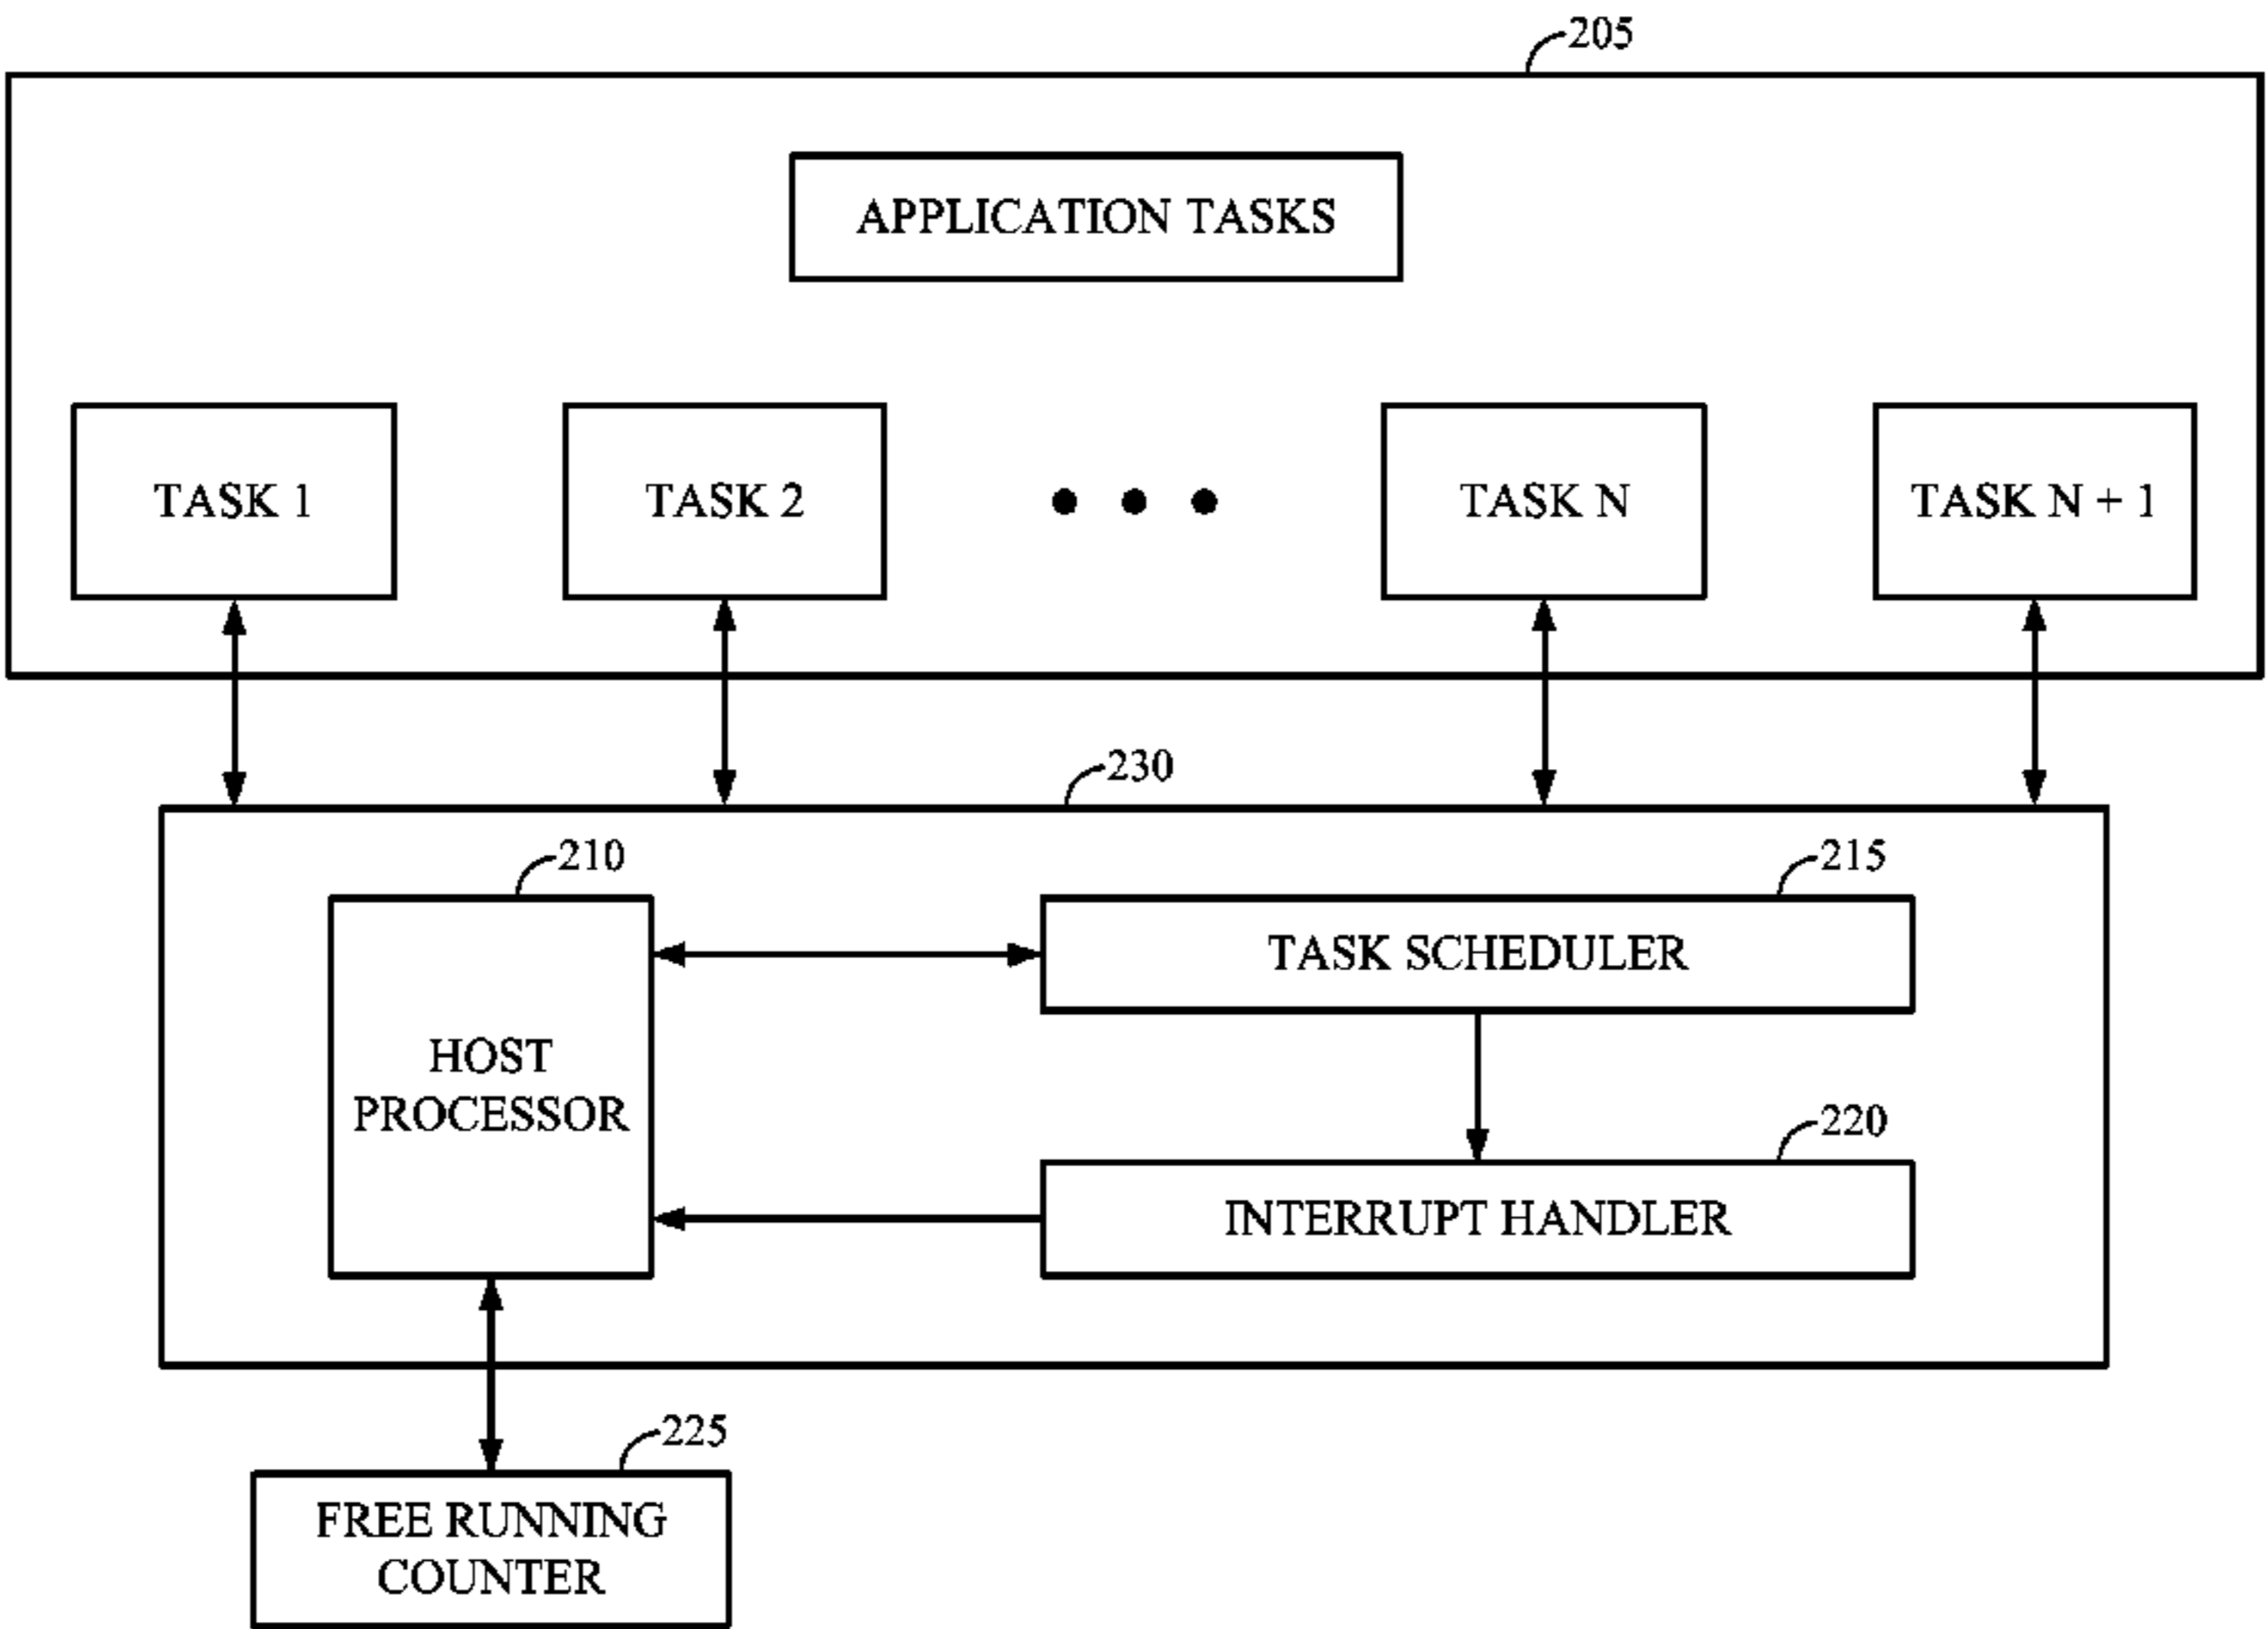 205
APPLICATION TASKS
TASK 1
TASK 2
TASK N
TASK N + 1
230
210
215
HOST
PROCESSOR
TASK SCHEDULER
220
INTERRUPT HANDLER
225
FREE RUNNING
COUNTER